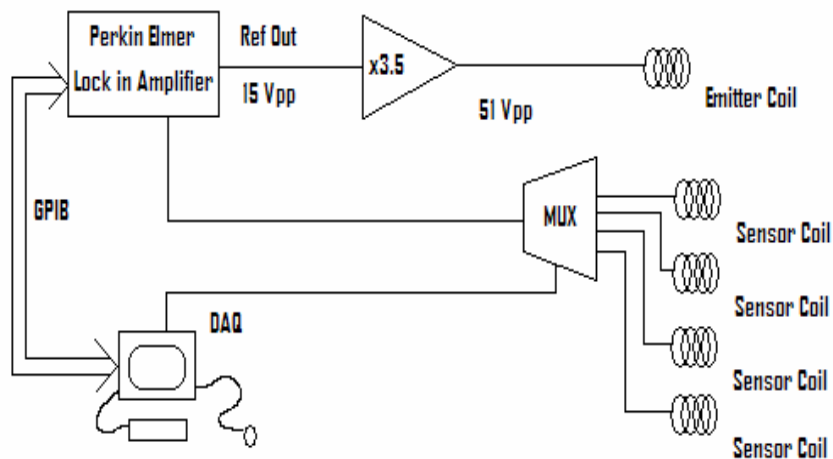 Perkin Elmer
Lock in Amplifier
Ref Out
15 Vpp
x3.5
51 Vpp
Emitter Coil
GPIB
MUX
Sensor Coil
Sensor Coil
DAQ
Sensor Coil
Sensor Coil